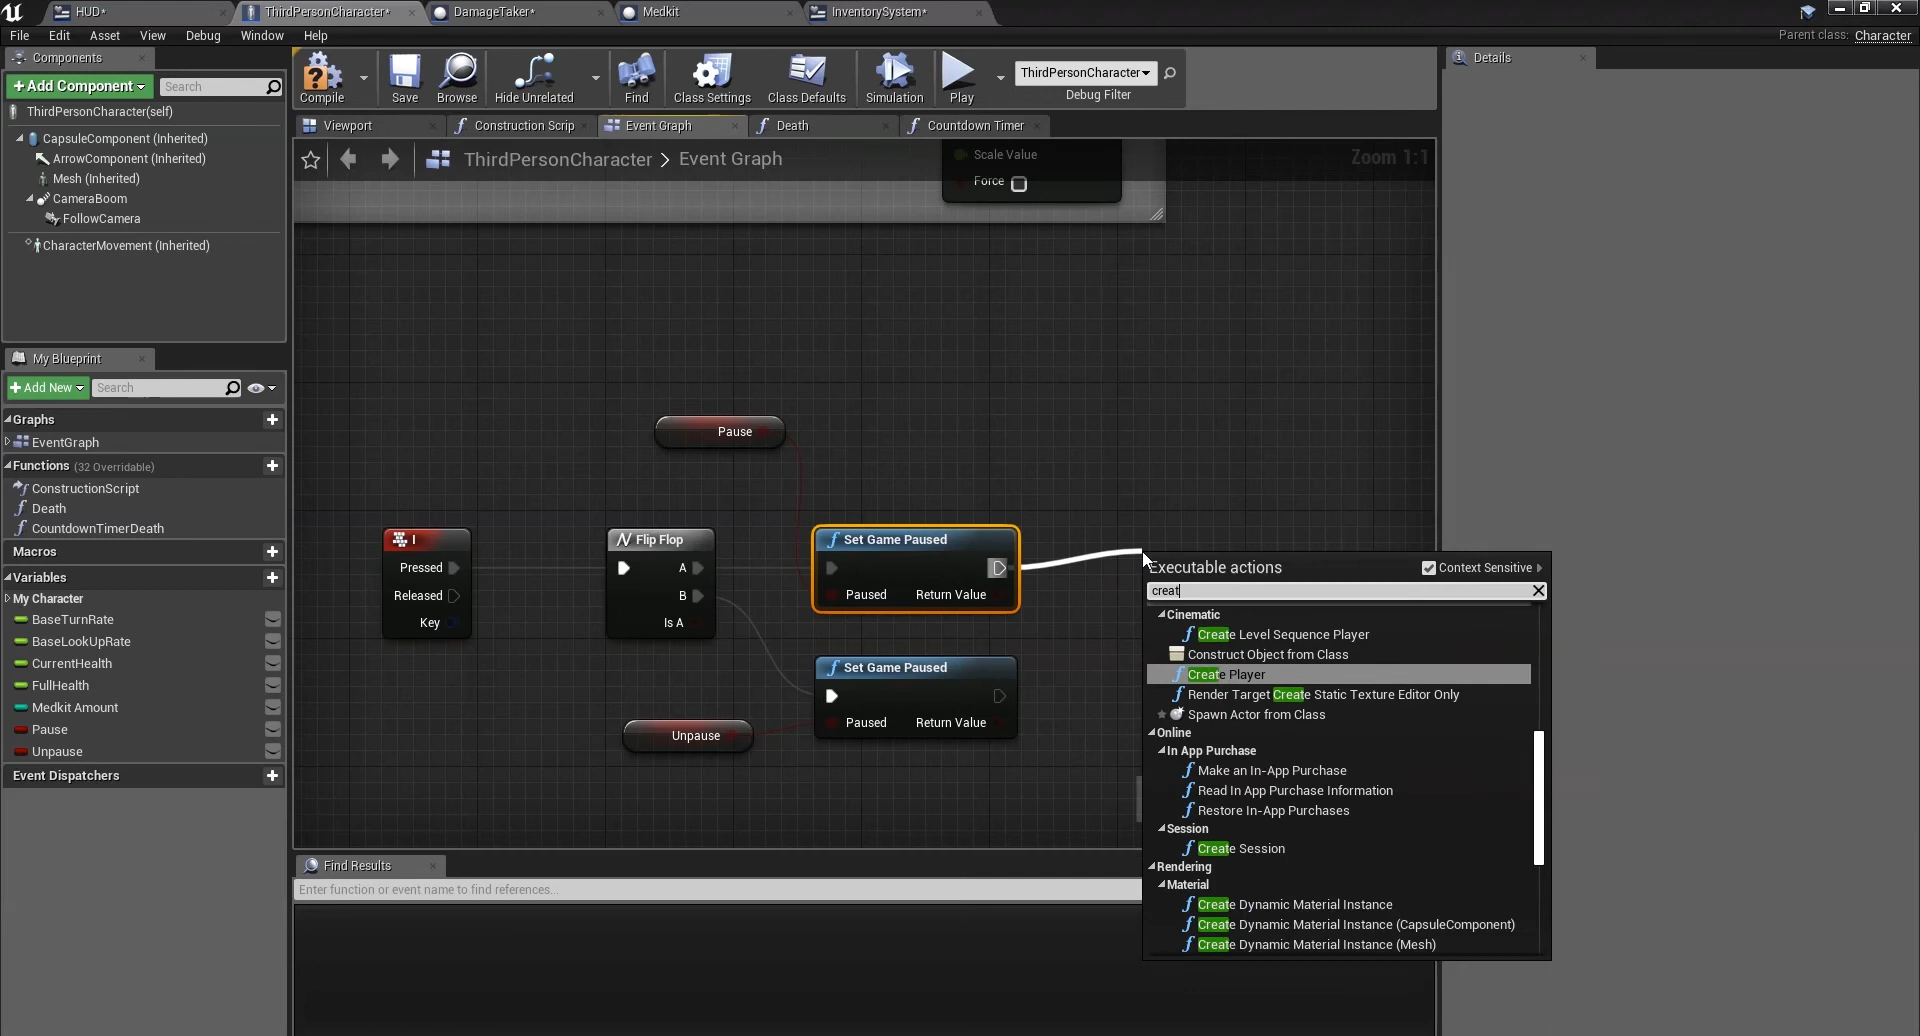 HUD*
ThirdPersonCharacter*
DamageTaker*
Medkit
InventorySystem*
File Edit Asset View Debug Window Help
Parent class: Character
Components
+Add Component
Search
ThirdPersonCharacter(self)
CapsuleComponent (Inherited)
ArrowComponent (Inherited)
Mesh (Inherited)
CameraBoom
FollowCamera
CharacterMovement (Inherited)
Compile
Save
Browse
Hide Unrelated
Find
Class Settings
Class Defaults
Simulation
Play
ThirdPersonCharacter
Debug Filter
Details
Viewport
Construction Scrip
Event Graph
Death
Countdown Timer
ThirdPersonCharacter > Event Graph
Zoom 1:1
Scale Value
Force
My Blueprint
+Add New
Search
Graphs
EventGraph
Functions (32 Overridable)
ConstructionScript
Death
CountdownTimerDeath
Macros
Variables
My Character
BaseTurnRate
BaseLookUpRate
CurrentHealth
FullHealth
Medkit Amount
Pause
Unpause
Event Dispatchers
Pause
I
Pressed
Released
Key
Flip Flop
A
B
Is A
Set Game Paused
Paused
Return Value
Set Game Paused
Paused
Return Value
Unpause
Executable actions
Context Sensitive
creat
Cinematic
Create Level Sequence Player
Construct Object from Class
Create Player
Render Target Create Static Texture Editor Only
Spawn Actor from Class
Online
In App Purchase
Make an In-App Purchase
Read In App Purchase Information
Restore In-App Purchases
Session
Create Session
Rendering
Material
Create Dynamic Material Instance
Create Dynamic Material Instance (CapsuleComponent)
Create Dynamic Material Instance (Mesh)
Find Results
Enter function or event name to find references...